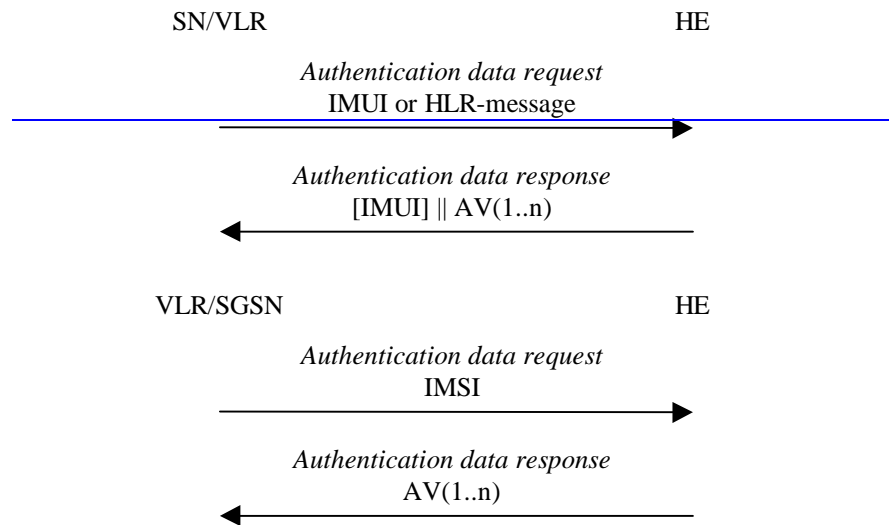 SN/VLR HE
Authentication data request
IMUI or HLR-message
Authentication data response
[IMUI] || AV(1..n)
VLR/SGSN HE
Authentication data request
IMSI
Authentication data response
AV(1..n)